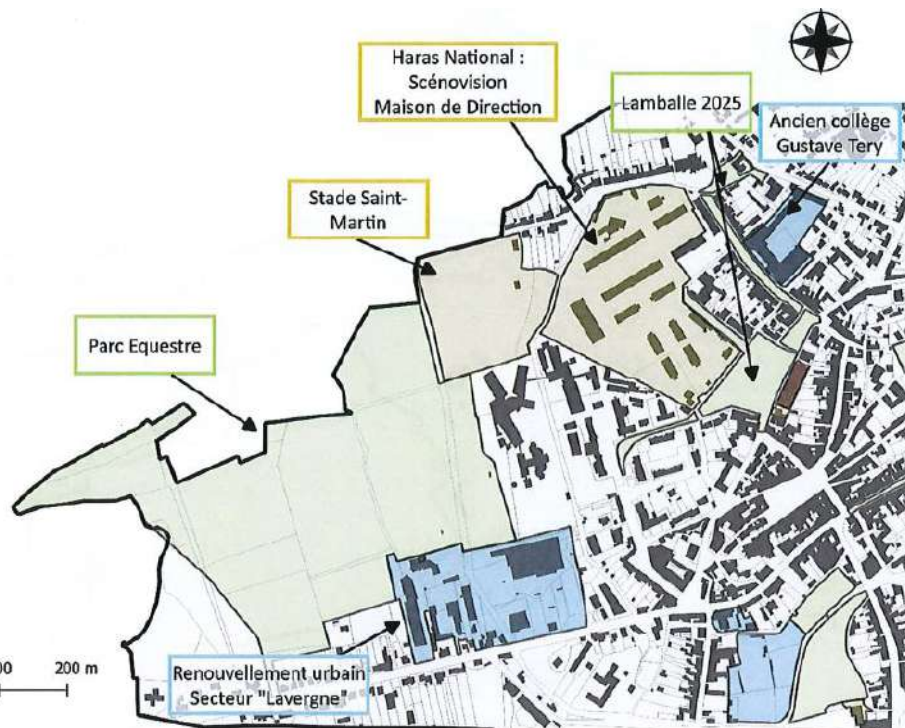 Haras National :
Scénovision
Maison de Direction
Lamballe 2025
Ancien collège
Gustave Tery
Stade Saint-
Martin
Parc Equestre
200 m
Renouvellement urbain
Secteur "Lavergne"